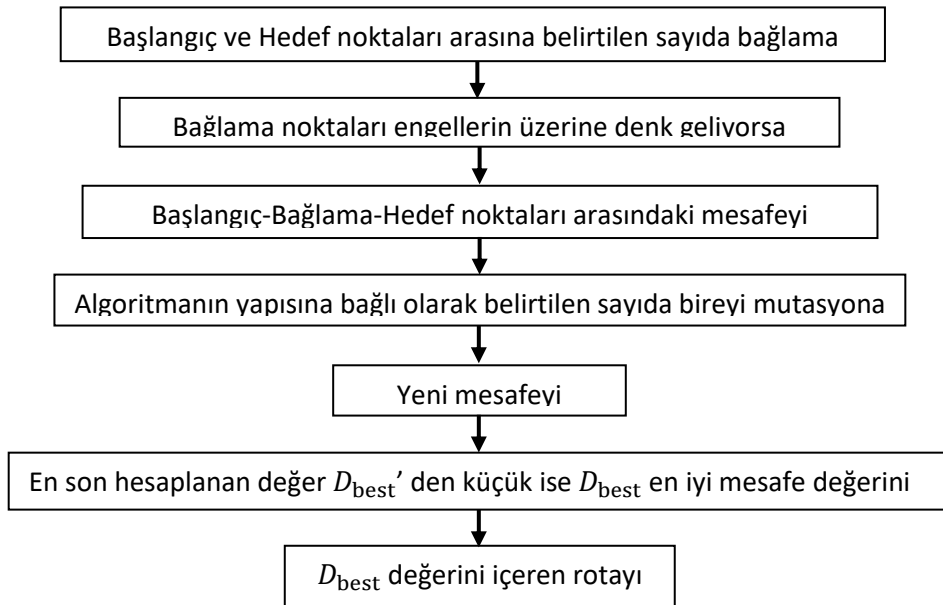 Başlangıç ve Hedef noktaları arasına belirtilen sayıda bağlama
Bağlama noktaları engellerin üzerine denk geliyorsa
Başlangıç-Bağlama-Hedef noktaları arasındaki mesafeyi
Algoritmanın yapısına bağlı olarak belirtilen sayıda bireyi mutasyona
Yeni mesafeyi
En son hesaplanan değer D_best’ den küçük ise D_best en iyi mesafe değerini
D_best değerini içeren rotayı